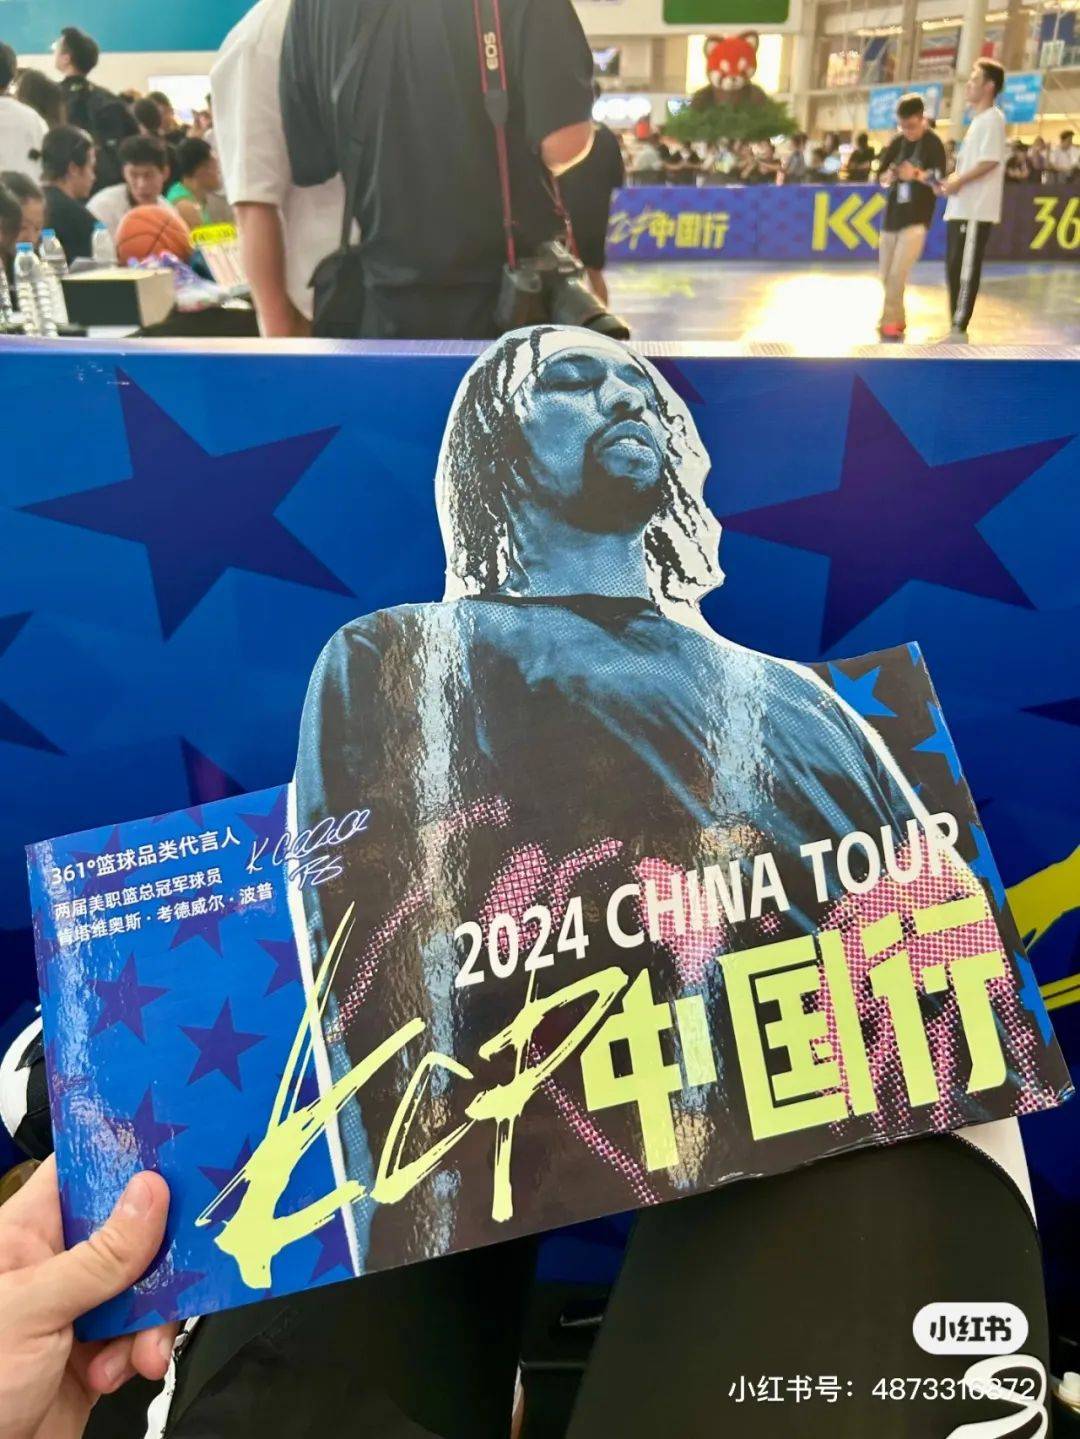 EOS
KCP中国行
361°篮球品类代言人
两届美职篮总冠军球员
肯塔维奥斯·考德威尔·波普
2024 CHINA TOUR
KCP中国行
小红书
小红书号：4873316872